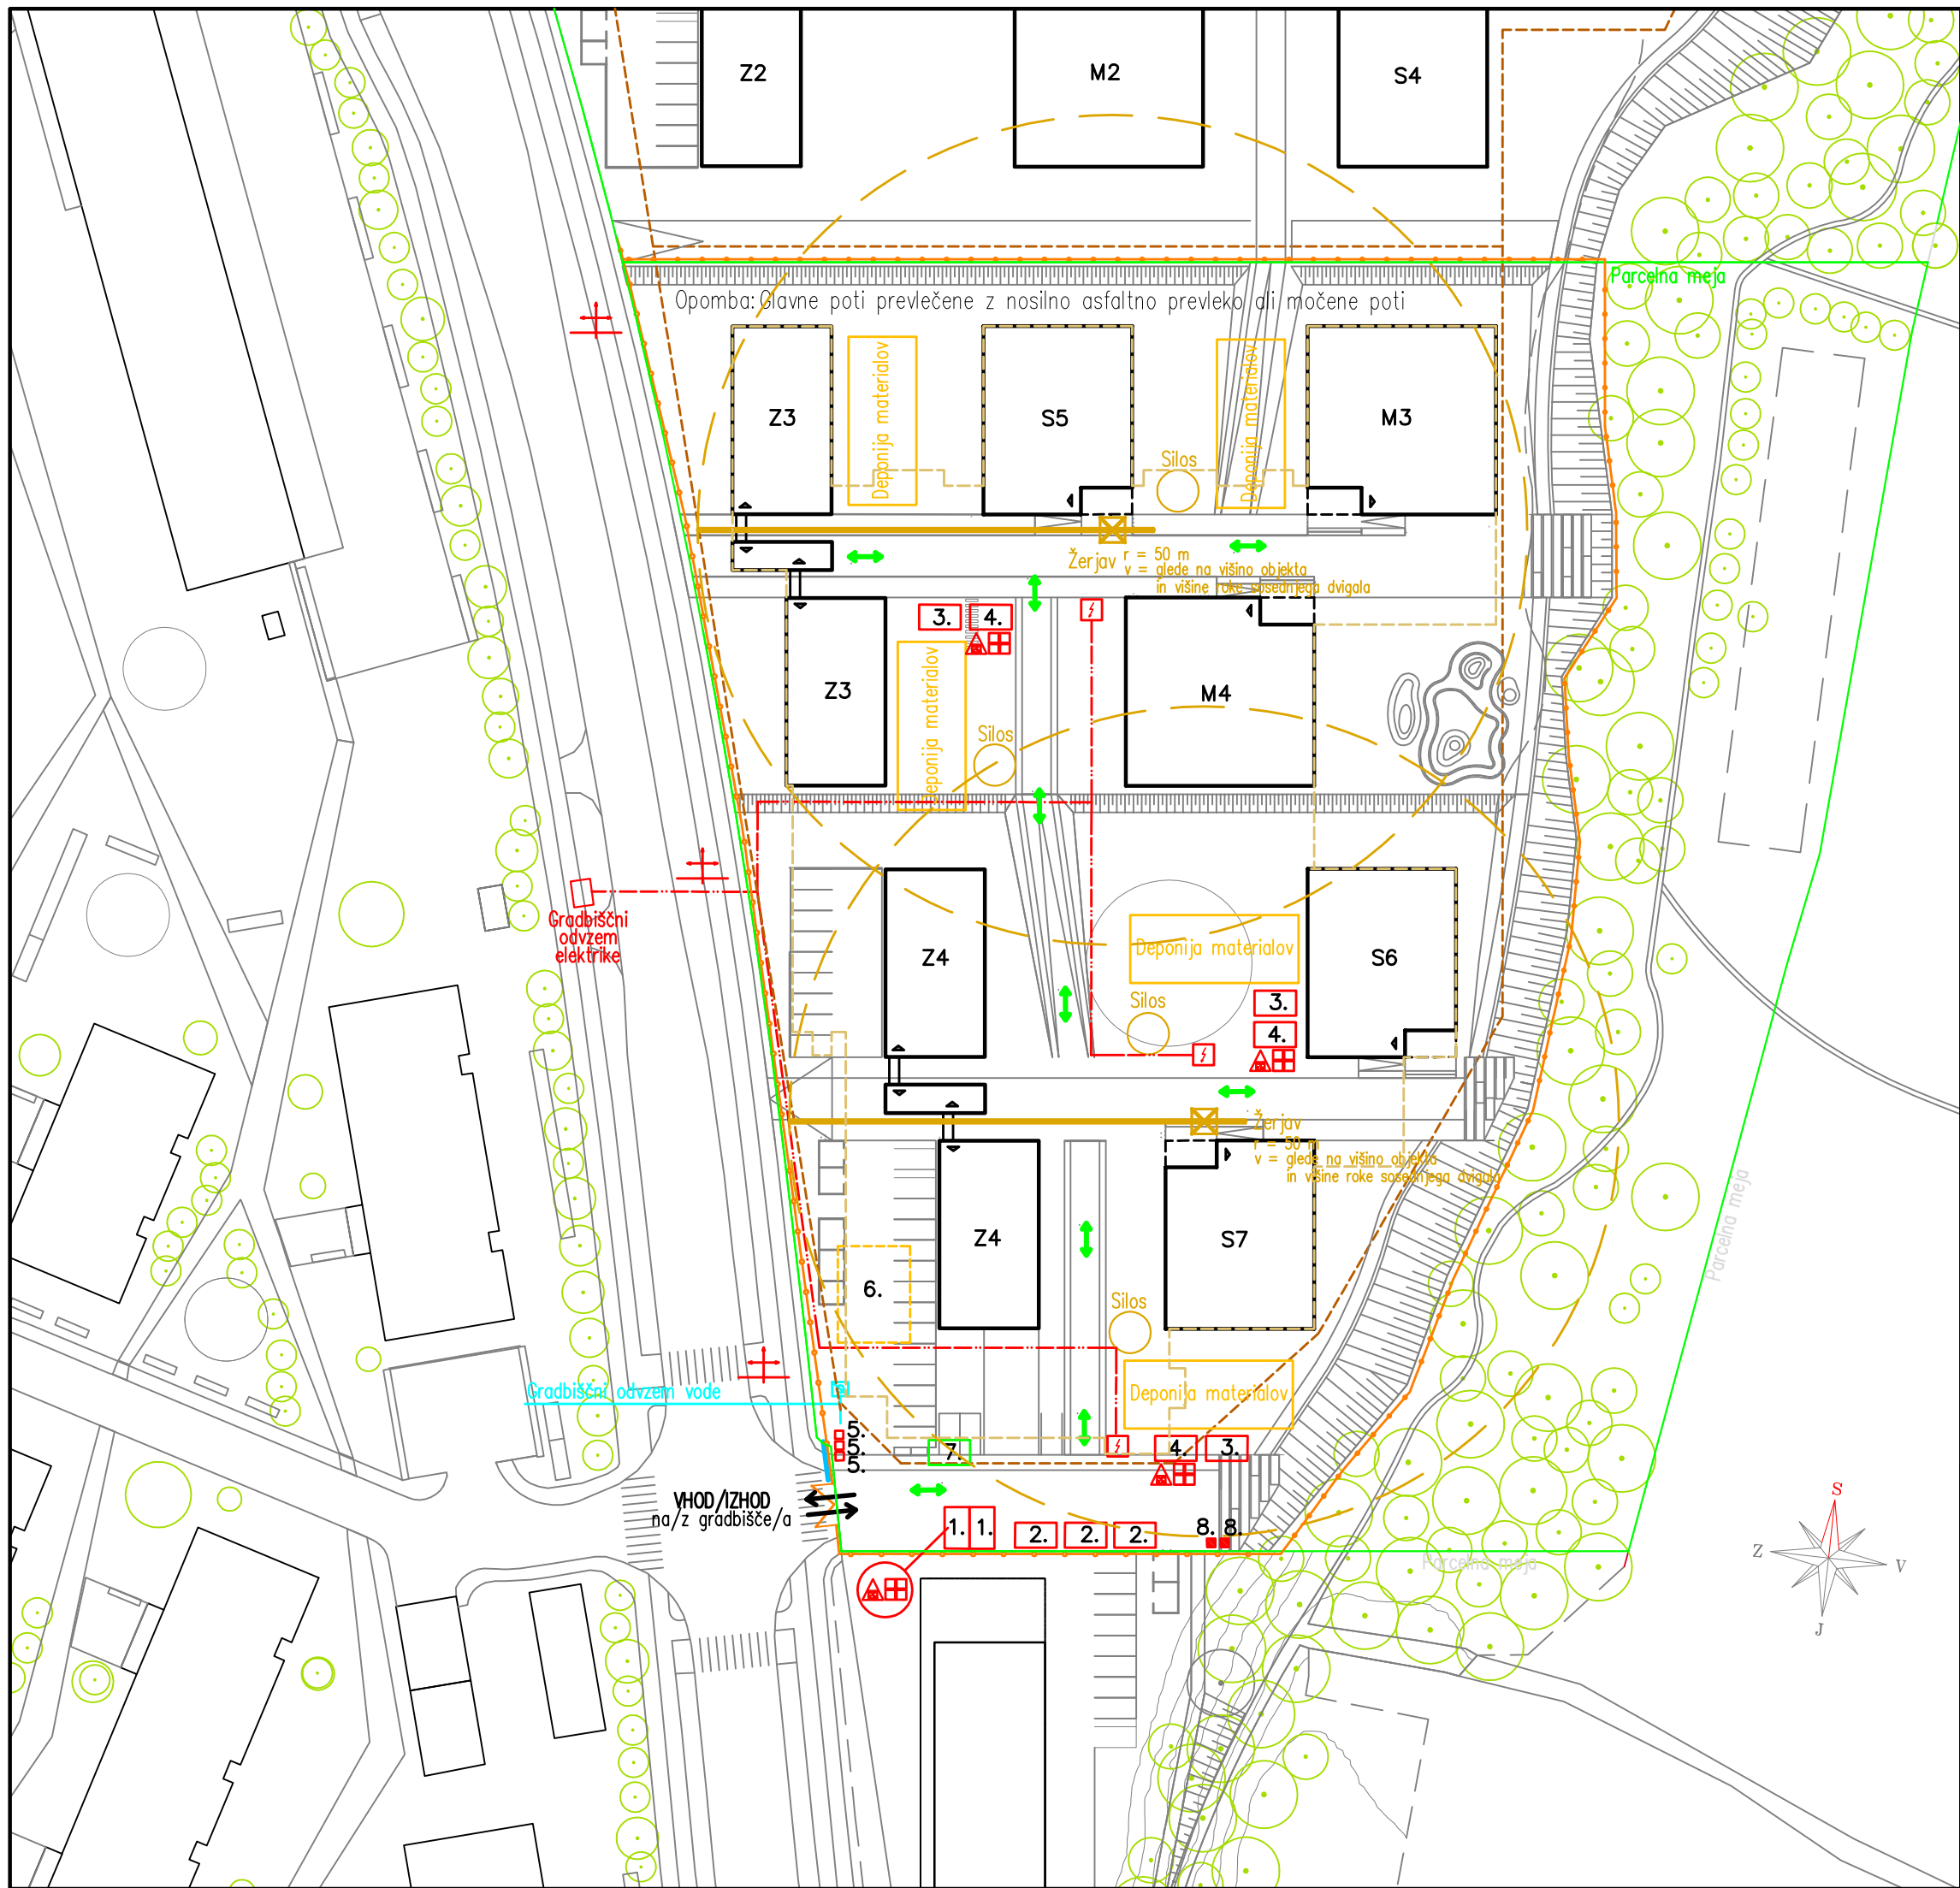 Z2
M2
S4
Parcelna meja
Opomba: Glavne poti prevlečene z nosilno asfaltno prevleko ali močene poti
Z3
Deponija materialov
S5
Silos
Deponija materialov
M3
Žerjav r = 50 m
v = glede na višino objekta
in višine roke sosednjega dvigala
3.
4.
Z3
Deponija materialov
Silos
M4
Gradbiščni
odvzem
elektrike
Z4
Deponija materialov
Silos
3.
4.
S6
Žerjav
r = 50 m
v = glede na višino objekta
in višine roke sosednjega dvigala
Z4
S7
6.
Parcelna meja
Silos
Deponija materialov
Gradbiščni odvzem vode
5.
5.
5.
7.
4.
3.
VHOD/IZHOD
na/z gradbišče/a
1.
1.
2.
2.
2.
8.
8.
Parcelna meja
S
Z
V
J